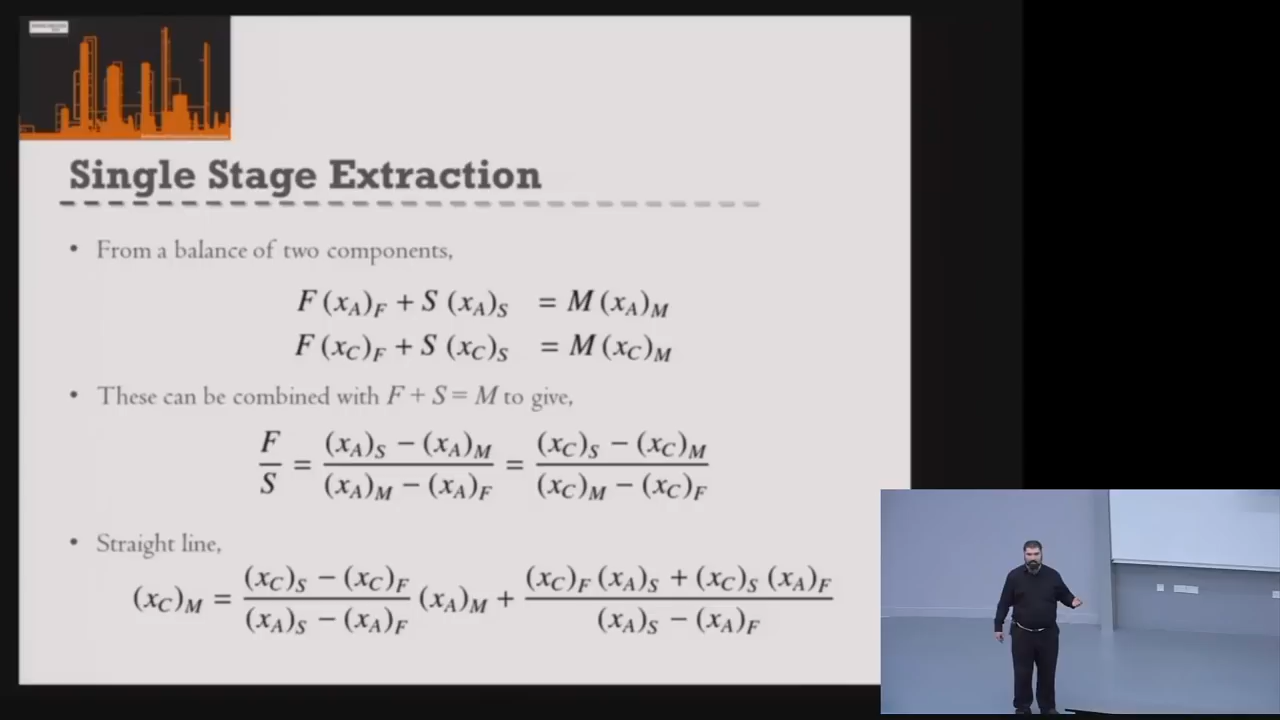 Single Stage Extraction
• From a balance of two components,
F (x_A)_F + S (x_A)_S = M (x_A)_M
F (x_C)_F + S (x_C)_S = M (x_C)_M
• These can be combined with F + S = M to give,
F/S = ((x_A)_S − (x_A)_M)/((x_A)_M − (x_A)_F) = ((x_C)_S − (x_C)_M)/((x_C)_M − (x_C)_F)
• Straight line,
(x_C)_M = ((x_C)_S − (x_C)_F)/((x_A)_S − (x_A)_F) (x_A)_M + ((x_C)_F (x_A)_S + (x_C)_S (x_A)_F)/((x_A)_S − (x_A)_F)